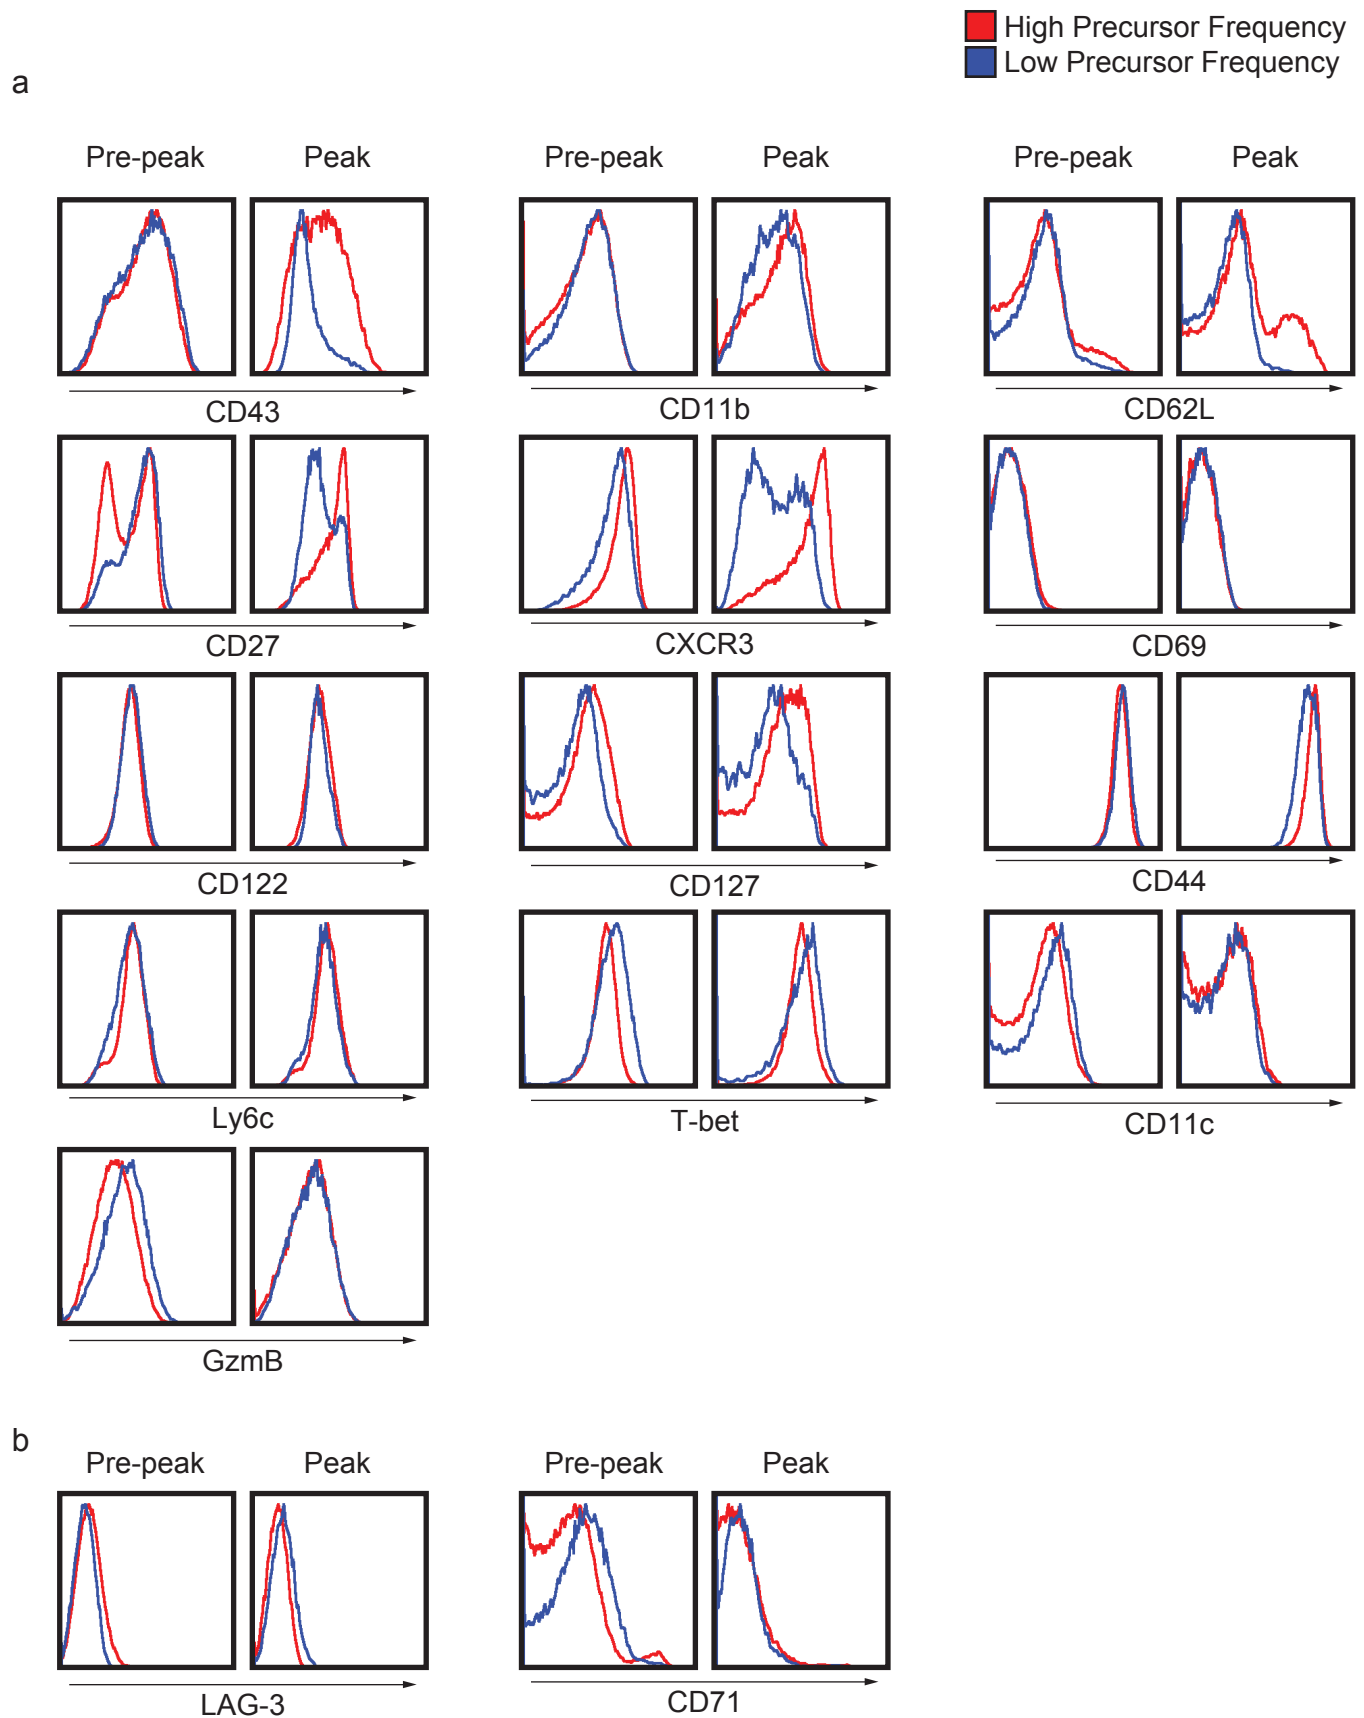 High Precursor Frequency
Low Precursor Frequency
a
Pre-peak Peak Pre-peak Peak Pre-peak Peak
CD43 CD11b CD62L
CD27 CXCR3 CD69
CD122 CD127 CD44
Ly6c T-bet CD11c
GzmB
b
Pre-peak Peak Pre-peak Peak
LAG-3 CD71